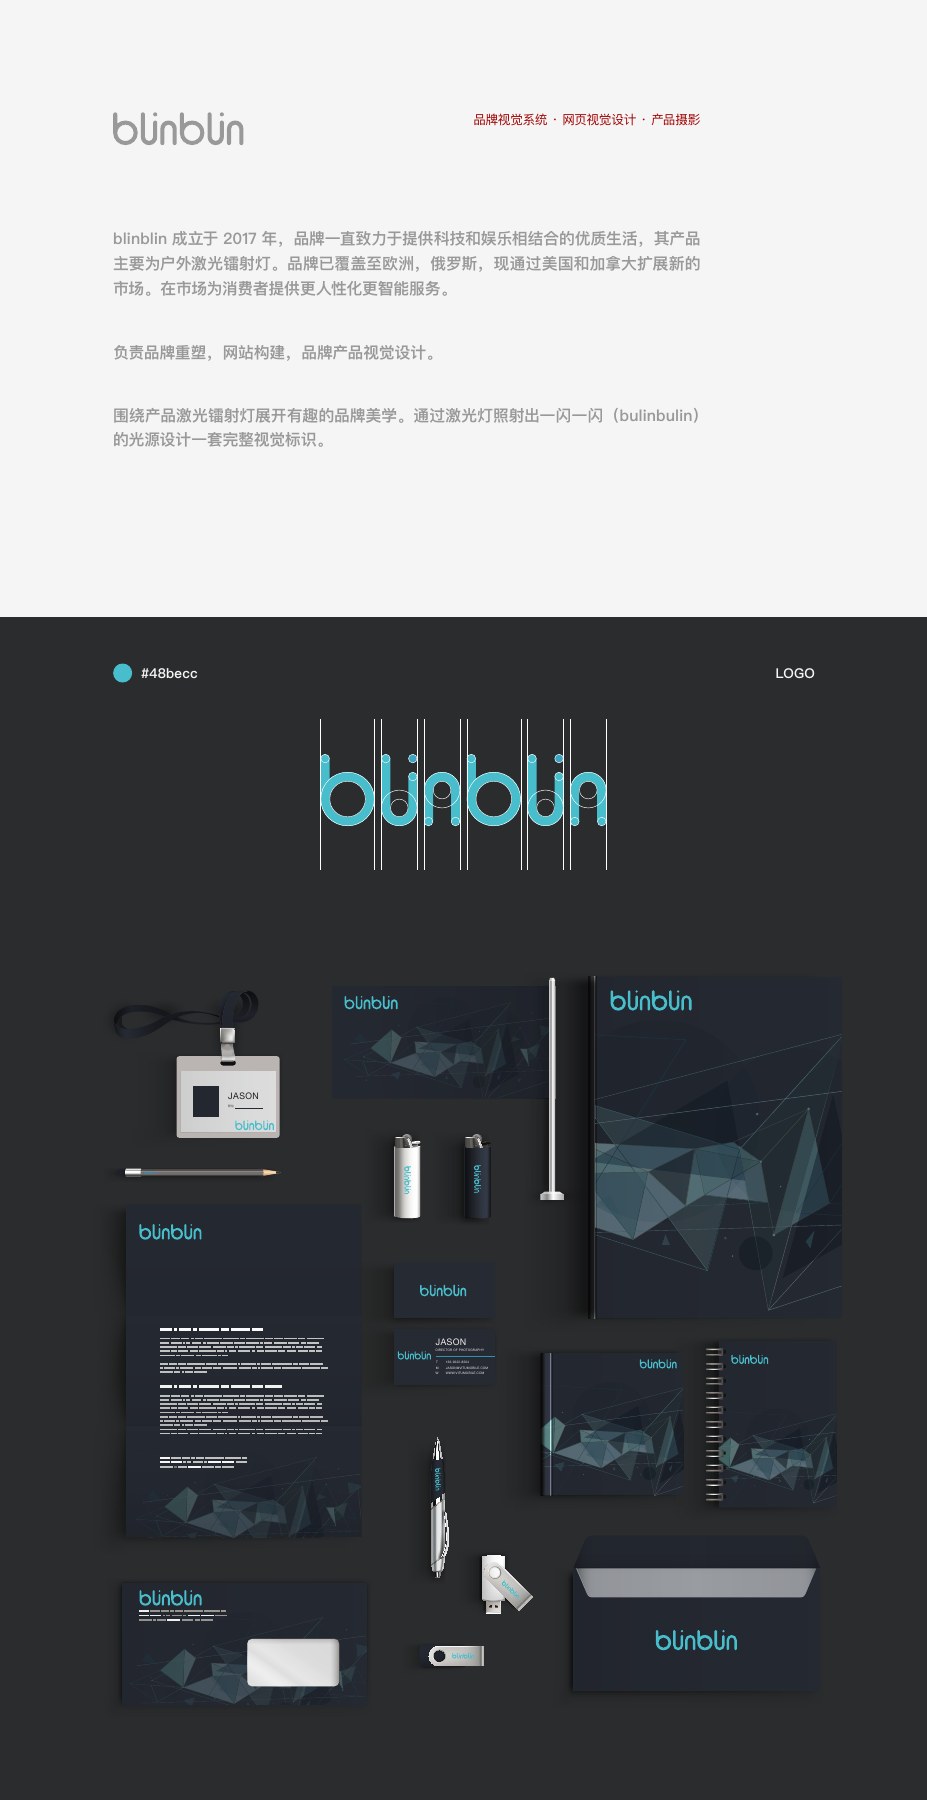 blinblin
品牌视觉系统 · 网页视觉设计 · 产品摄影
blinblin 成立于 2017 年，品牌一直致力于提供科技和娱乐相结合的优质生活，其产品
主要为户外激光镭射灯。品牌已覆盖至欧洲，俄罗斯，现通过美国和加拿大扩展新的
市场。在市场为消费者提供更人性化更智能服务。
负责品牌重塑，网站构建，品牌产品视觉设计。
围绕产品激光镭射灯展开有趣的品牌美学。通过激光灯照射出一闪一闪（bulinbulin）
的光源设计一套完整视觉标识。
#48becc
LOGO
blinblin
blinblin
blinblin
JASON
blinblin
blinblin
blinblin
blinblin
blinblin
JASON
DIRECTOR OF PHOTOGRAPHY
blinblin
blinblin
blinblin
blinblin
blinblin
blinblin
blinblin
blinblin